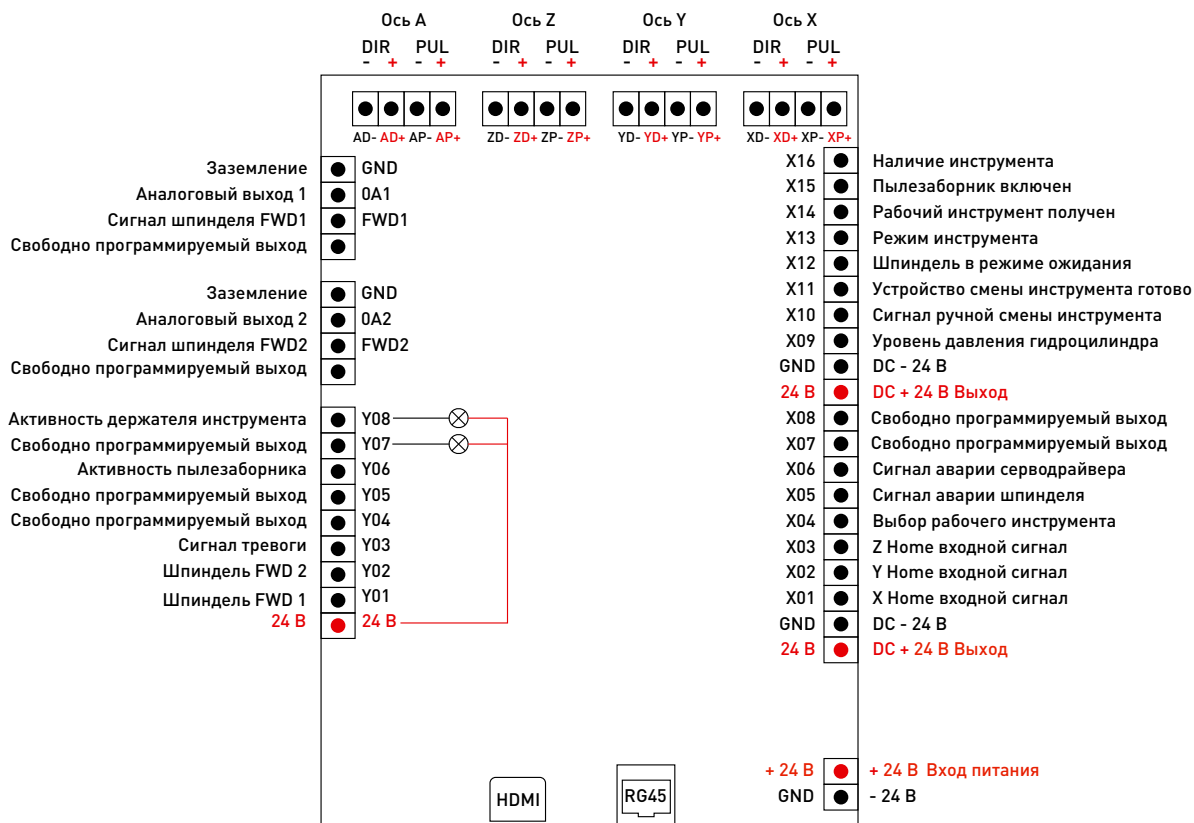 Ось A Ось Z Ось Y Ось X
DIR PUL DIR PUL DIR PUL DIR PUL
- + - + - + - + - + - + - + - +
AD- AD+ AP- AP+ ZD- ZD+ ZP- ZP+ YD- YD+ YP- YP+ XD- XD+ XP- XP+
Заземление GND
Аналоговый выход 1 0A1
Сигнал шпинделя FWD1 FWD1
Свободно программируемый выход
Заземление GND
Аналоговый выход 2 0A2
Сигнал шпинделя FWD2 FWD2
Свободно программируемый выход
Активность держателя инструмента Y08
Свободно программируемый выход Y07
Активность пылезаборника Y06
Свободно программируемый выход Y05
Свободно программируемый выход Y04
Сигнал тревоги Y03
Шпиндель FWD 2 Y02
Шпиндель FWD 1 Y01
24 В 24 В
X16 Наличие инструмента
X15 Пылезаборник включен
X14 Рабочий инструмент получен
X13 Режим инструмента
X12 Шпиндель в режиме ожидания
X11 Устройство смены инструмента готово
X10 Сигнал ручной смены инструмента
X09 Уровень давления гидроцилиндра
GND DC - 24 В
24 В DC + 24 В Выход
X08 Свободно программируемый выход
X07 Свободно программируемый выход
X06 Сигнал аварии серводрайвера
X05 Сигнал аварии шпинделя
X04 Выбор рабочего инструмента
X03 Z Home входной сигнал
X02 Y Home входной сигнал
X01 X Home входной сигнал
GND DC - 24 В
24 В DC + 24 В Выход
+ 24 В + 24 В Вход питания
GND - 24 В
HDMI RG45